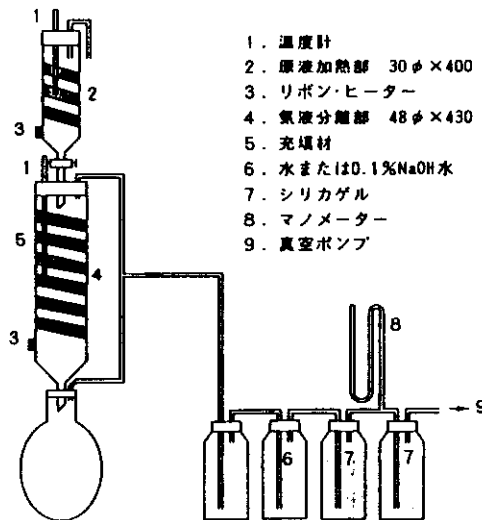 1 . 温度計
2 . 原液加熱部 30φ×400
3 . リボン・ヒーター
4 . 気液分離部 48φ×430
5 . 充填材
6 . 水または0.1%NaOH水
7 . シリカゲル
8 . マノメーター
9 . 真空ポンプ
1
2
3
1
5
4
3
8
9
6
7
7